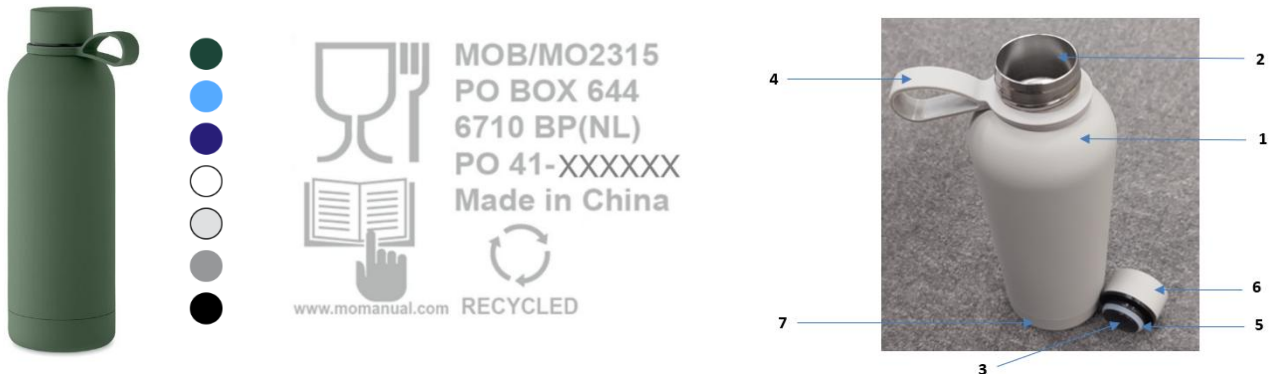 MOB/MO2315
PO BOX 644
6710 BP(NL)
PO 41-XXXXXX
Made in China
www.momanual.com
RECYCLED
4
2
1
7
3
6
5